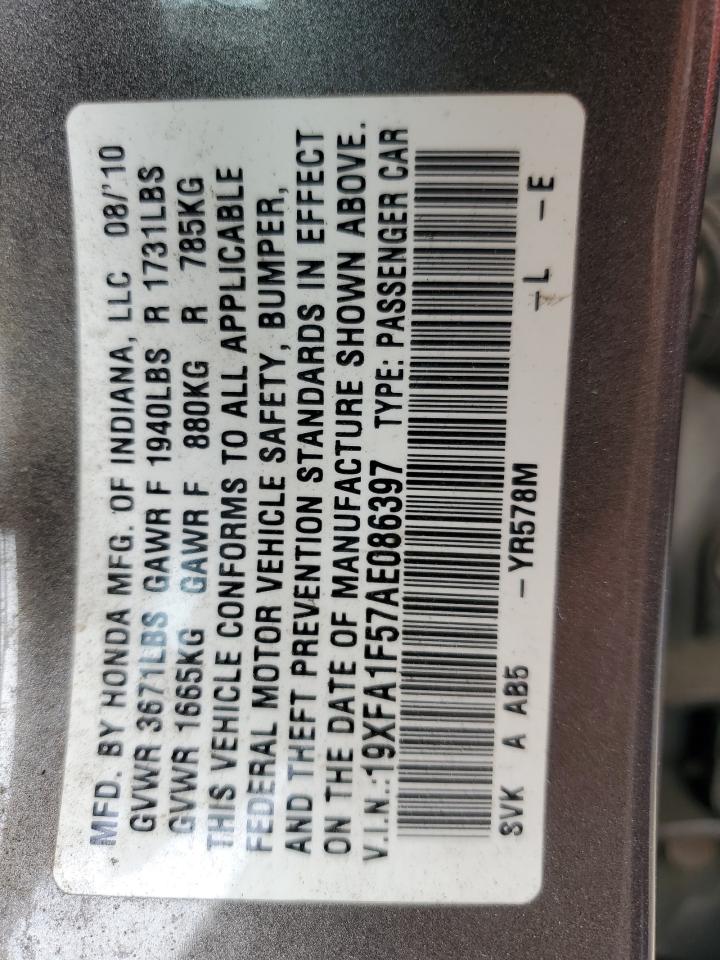 MFD. BY HONDA MFG. OF INDIANA, LLC 08/'10
GVWR 3671LBS GAWR F 1940LBS R 1731LBS
GVWR 1665KG GAWR F 880KG R 785KG
THIS VEHICLE CONFORMS TO ALL APPLICABLE
FEDERAL MOTOR VEHICLE SAFETY, BUMPER,
AND THEFT PREVENTION STANDARDS IN EFFECT
ON THE DATE OF MANUFACTURE SHOWN ABOVE.
V.I.N.:19XFA1F57AE086397 TYPE: PASSENGER CAR
SVK A AB5 -YR578M -L -E